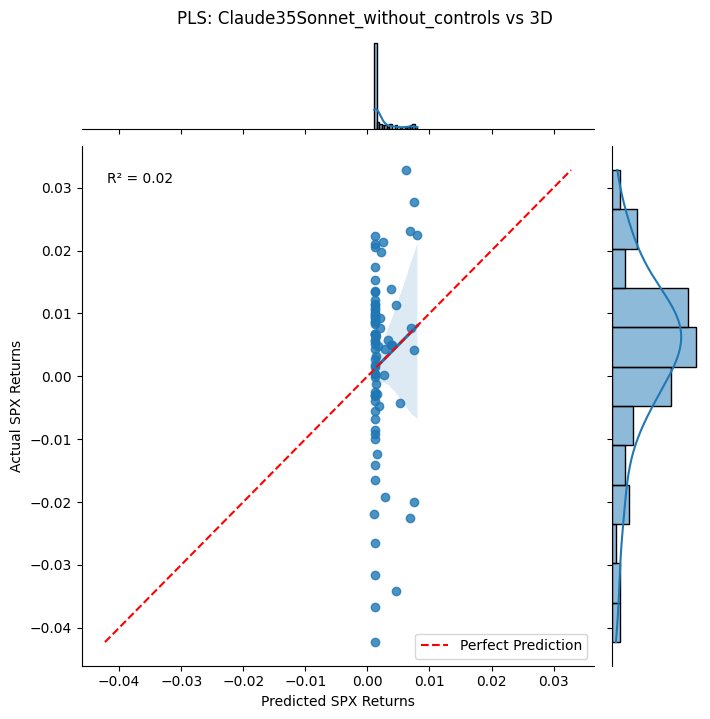 PLS: Claude35Sonnet_without_controls vs 3D
R² = 0.02
0.03
0.02
0.01
0.00
−0.01
−0.02
−0.03
−0.04
Actual SPX Returns
Perfect Prediction
−0.04 −0.03 −0.02 −0.01 0.00 0.01 0.02 0.03
Predicted SPX Returns